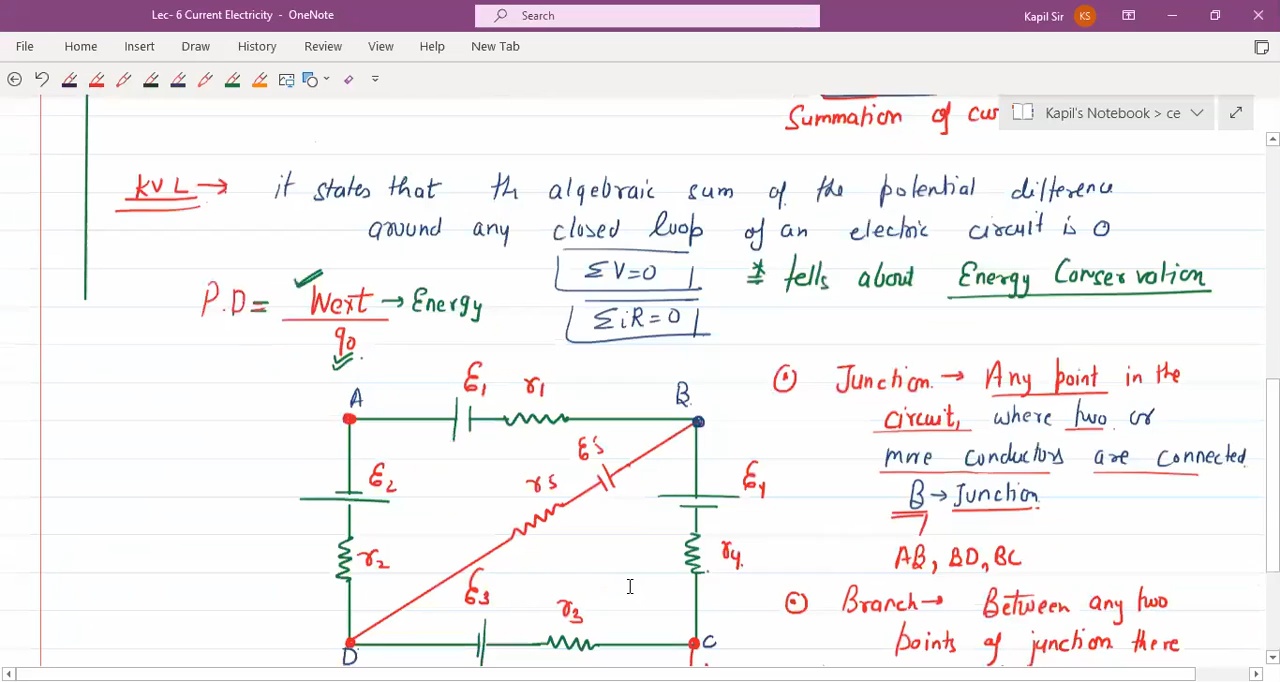 Lec- 6 Current Electricity - OneNote
Search
Kapil Sir KS
File Home Insert Draw History Review View Help New Tab
Summation of cur
Kapil's Notebook > ce
KVL → it states that th algebraic sum of the potential difference
around any closed loop of an electric circuit is 0
ΣV=0
* tells about Energy Conservation
P.D = Wext → Energy
q0
ΣiR=0
A ε1 r1 B
ε2 r2
r5 ε5
ε4 r4
ε3 r3
D C
Junction → Any point in the
circuit, where two or
more conductors are connected
B → Junction
AB, BD, BC
Branch → Between any two
points of junction there